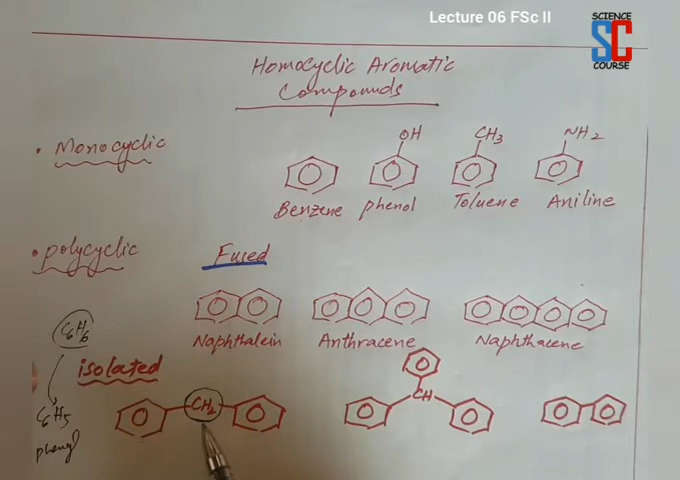 Lecture 06 FSc II
SCIENCE
SC
COURSE
Homocyclic Aromatic
Compounds
• Monocyclic
OH
CH3
NH2
Benzene
phenol
Toluene
Aniline
• polycyclic
Fused
Naphthalein
Anthracene
Naphthacene
C6H6
isolated
CH2
CH
C6H5
phenyl